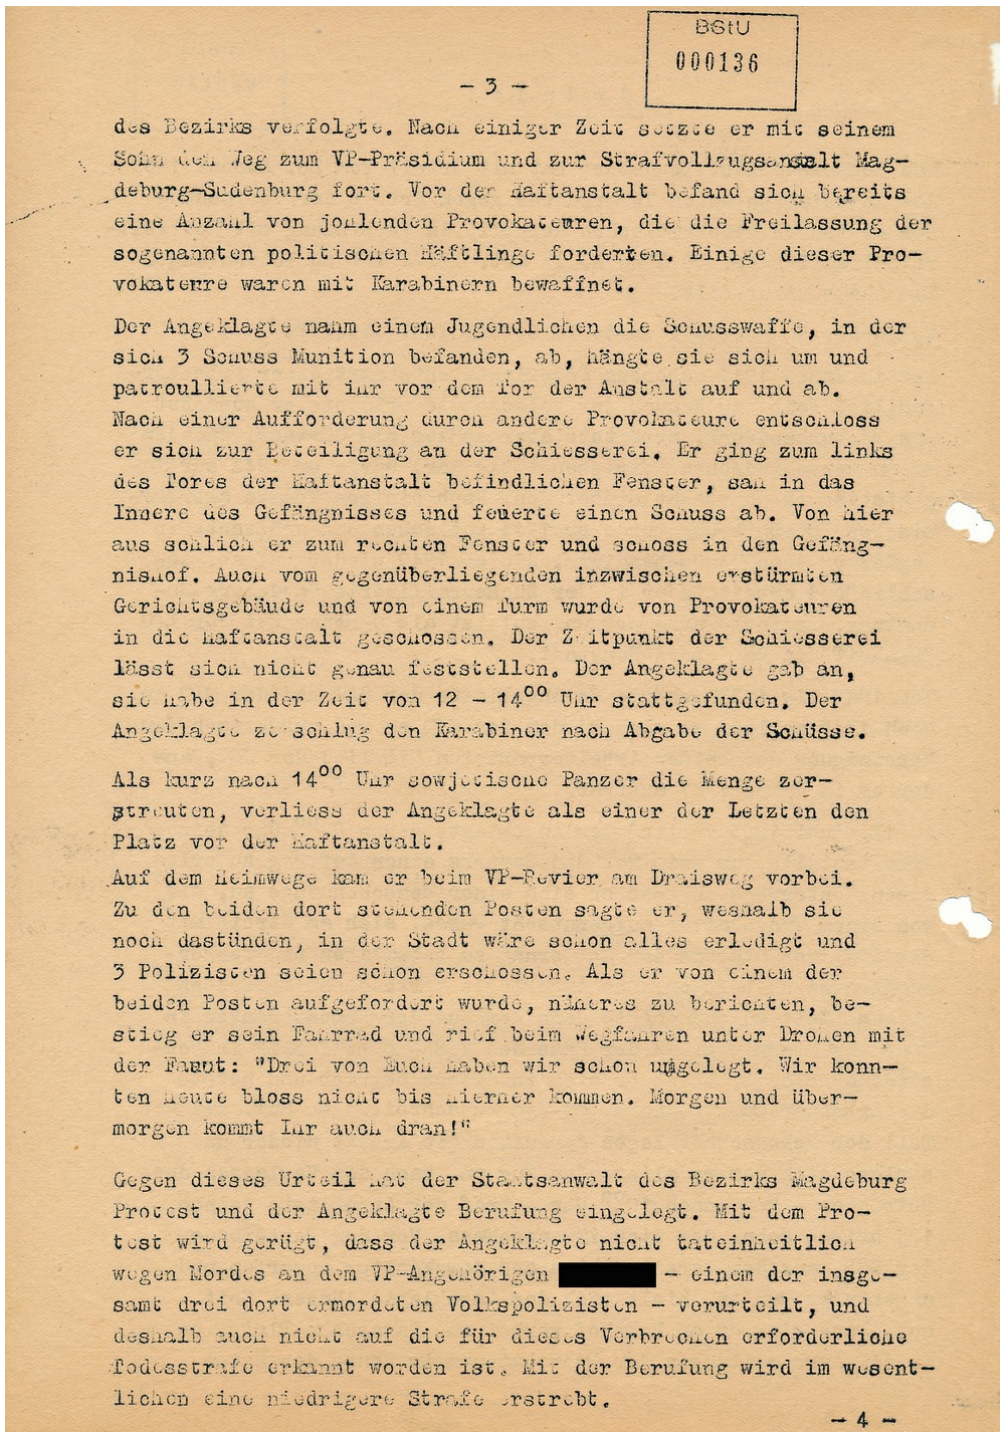 BStU
000136
- 3 -
des Bezirks verfolgte. Nach einiger Zeit setzte er mit seinem
Sohn den Weg zum VP-Präsidium und zur Strafvollzugsanstalt Mag-
deburg-Sudenburg fort. Vor der Haftanstalt befand sich bereits
eine Anzahl von johlenden Provokateuren, die die Freilassung der
sogenannten politischen Häftlinge forderten. Einige dieser Pro-
vokateure waren mit Karabinern bewaffnet.
Der Angeklagte nahm einem Jugendlichen die Schusswaffe, in der
sich 3 Schuss Munition befanden, ab, hängte sie sich um und
patroullierte mit ihr vor dem Tor der Anstalt auf und ab.
Nach einer Aufforderung durch andere Provokateure entschloss
er sich zur Beteiligung an der Schiesserei. Er ging zum links
des Tores der Haftanstalt befindlichen Fenster, sah in das
Innere des Gefängnisses und feuerte einen Schuss ab. Von hier
aus schlich er zum rechten Fenster und schoss in den Gefäng-
nishof. Auch vom gegenüberliegenden inzwischen erstürmten
Gerichtsgebäude und von einem Turm wurde von Provokateuren
in die Haftanstalt geschossen. Der Zeitpunkt der Schiesserei
lässt sich nicht genau feststellen. Der Angeklagte gab an,
sie habe in der Zeit von 12 - 14⁰⁰ Uhr stattgefunden. Der
Angeklagte zerschlug den Karabiner nach Abgabe der Schüsse.
Als kurz nach 14⁰⁰ Uhr sowjetische Panzer die Menge zer-
streuten, verliess der Angeklagte als einer der Letzten den
Platz vor der Haftanstalt.
Auf dem Heimwege kam er beim VP-Revier am Draisweg vorbei.
Zu den beiden dort stehenden Posten sagte er, weshalb sie
noch dastünden, in der Stadt wäre schon alles erledigt und
3 Polizisten seien schon erschossen. Als er von einem der
beiden Posten aufgefordert wurde, näheres zu berichten, be-
stieg er sein Fahrrad und rief beim Wegfahren unter Drohen mit
der Faust: "Drei von Euch haben wir schon umgelegt. Wir konn-
ten heute bloss nicht bis hierher kommen. Morgen und über-
morgen kommt Ihr auch dran!"
Gegen dieses Urteil hat der Staatsanwalt des Bezirks Magdeburg
Protest und der Angeklagte Berufung eingelegt. Mit dem Pro-
test wird gerügt, dass der Angeklagte nicht tateinheitlich
wegen Mordes an dem VP-Angehörigen - einem der insge-
samt drei dort ermordeten Volkspolizisten - verurteilt, und
deshalb auch nicht auf die für dieses Verbrechen erforderliche
Todesstrafe erkannt worden ist. Mit der Berufung wird im wesent-
lichen eine niedrigere Strafe erstrebt.
- 4 -